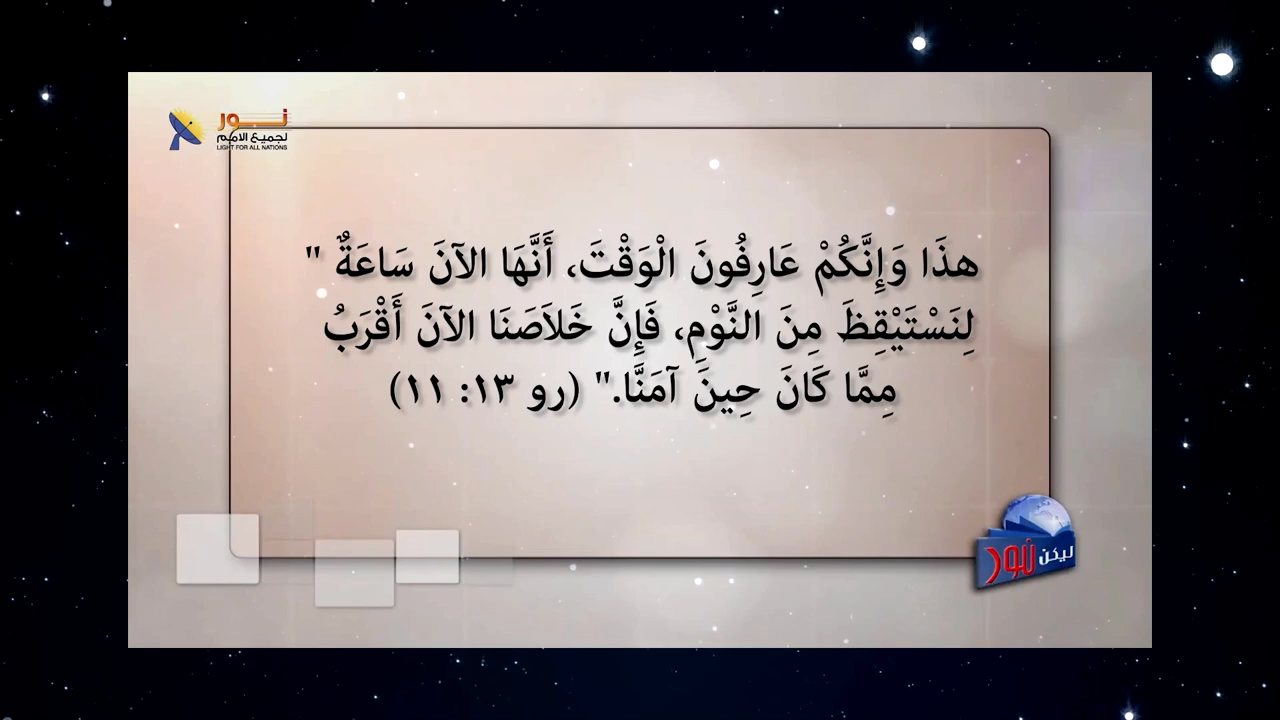 نور
لجميع الامم
LIGHT FOR ALL NATIONS
هذَا وَإِنَّكُمْ عَارِفُونَ الْوَقْتَ، أَنَّهَا الآنَ سَاعَةٌ "
لِنَسْتَيْقِظَ مِنَ النَّوْمِ، فَإِنَّ خَلاَصَنَا الآنَ أَقْرَبُ
مِمَّا كَانَ حِينَ آمَنَّا." (رو ١٣: ١١)
ليكن نور